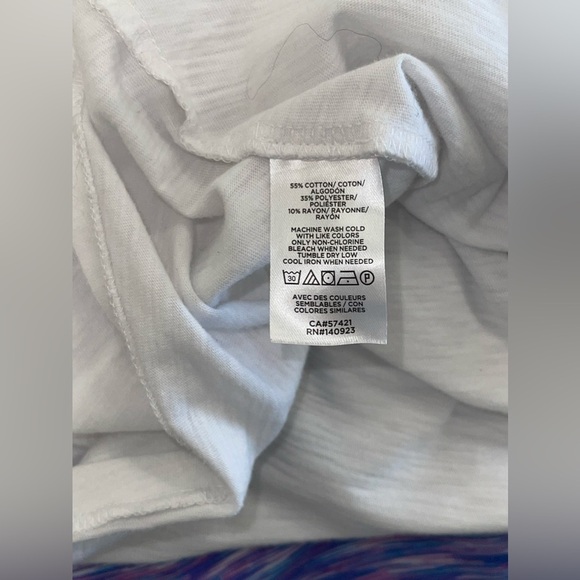 55% COTTON/ COTON/
ALGODÓN
35% POLYESTER/
POLIÉSTER
10% RAYON/ RAYONNE/
RAYÓN
MACHINE WASH COLD
WITH LIKE COLORS
ONLY NON-CHLORINE
BLEACH WHEN NEEDED
TUMBLE DRY LOW
COOL IRON WHEN NEEDED
30 P
AVEC DES COULEURS
SEMBLABLES / CON
COLORES SIMILARES
CA#57421
RN#140923